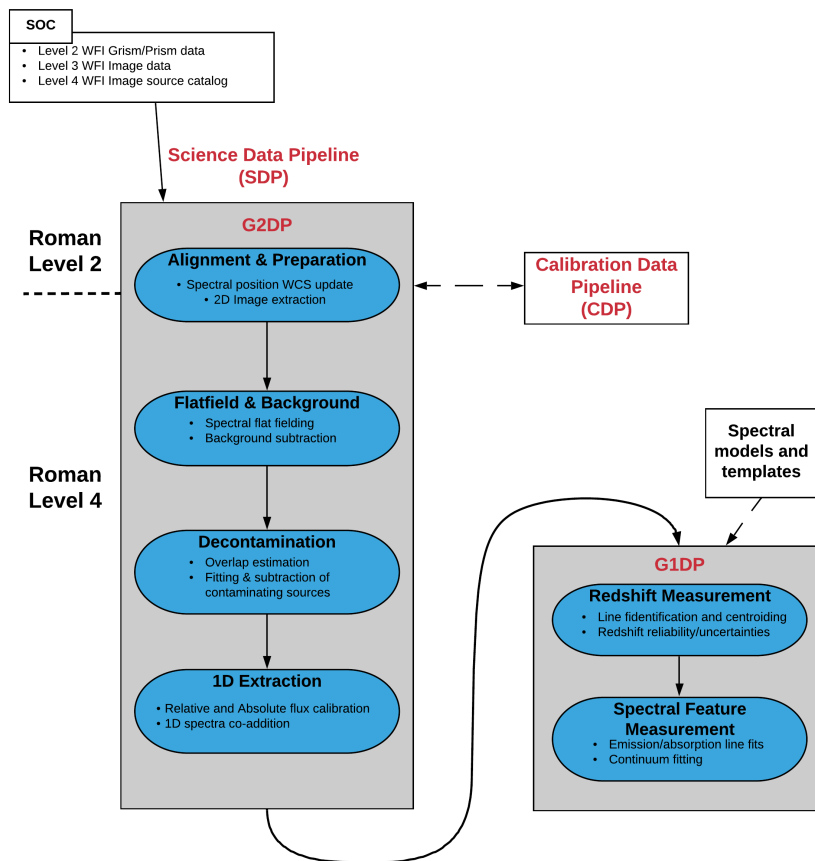 SOC
• Level 2 WFI Grism/Prism data
• Level 3 WFI Image data
• Level 4 WFI Image source catalog
Science Data Pipeline
(SDP)
Roman
Level 2
G2DP
Alignment & Preparation
• Spectral position WCS update
• 2D Image extraction
Calibration Data
Pipeline
(CDP)
Flatfield & Background
• Spectral flat fielding
• Background subtraction
Roman
Level 4
Decontamination
• Overlap estimation
• Fitting & subtraction of
contaminating sources
1D Extraction
• Relative and Absolute flux calibration
• 1D spectra co-addition
Spectral
models and
templates
G1DP
Redshift Measurement
• Line fidentification and centroiding
• Redshift reliability/uncertainties
Spectral Feature
Measurement
• Emission/absorption line fits
• Continuum fitting